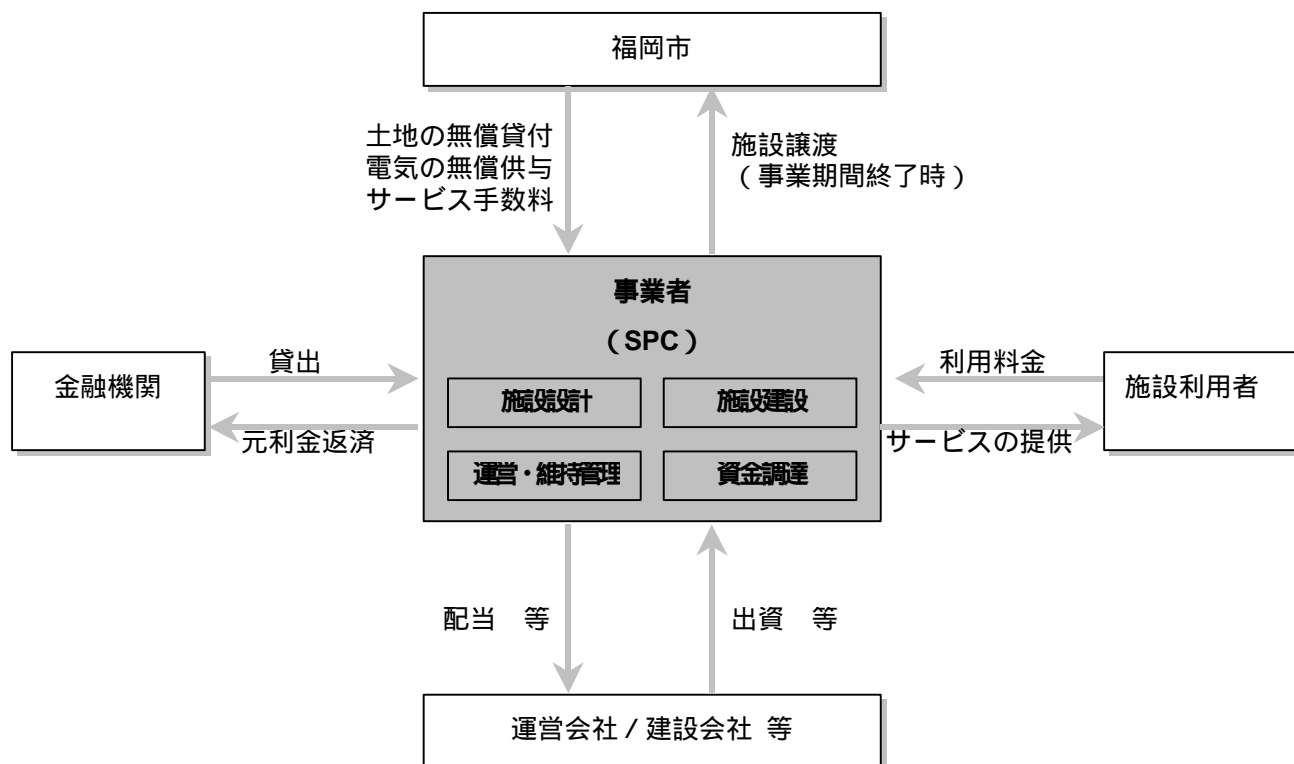 福岡市
土地の無償貸付
電気の無償供与
サービス手数料
施設譲渡
（事業期間終了時）
事業者
（SPC）
金融機関
貸出
元利金返済
施設設計
施設建設
運営・維持管理
資金調達
利用料金
サービスの提供
施設利用者
配当　等
出資　等
運営会社 / 建設会社 等